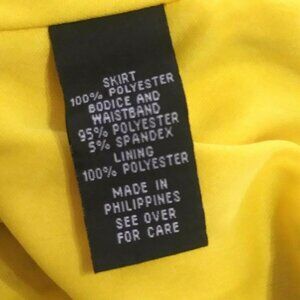 SKIRT
100% POLYESTER
BODICE AND
WAISTBAND
95% POLYESTER
5% SPANDEX
LINING
100% POLYESTER
MADE IN
PHILIPPINES
SEE OVER
FOR CARE